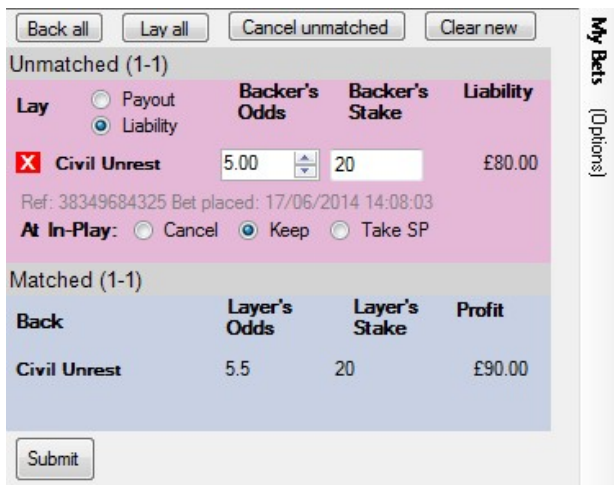 Back all Lay all Cancel unmatched Clear new
Unmatched (1-1)
Lay Payout Liability Backer's Odds Backer's Stake Liability
X Civil Unrest 5.00 20 £80.00
Ref: 38349684325 Bet placed: 17/06/2014 14:08:03
At In-Play: Cancel Keep Take SP
Matched (1-1)
Back Layer's Odds Layer's Stake Profit
Civil Unrest 5.5 20 £90.00
Submit
My Bets (Options)